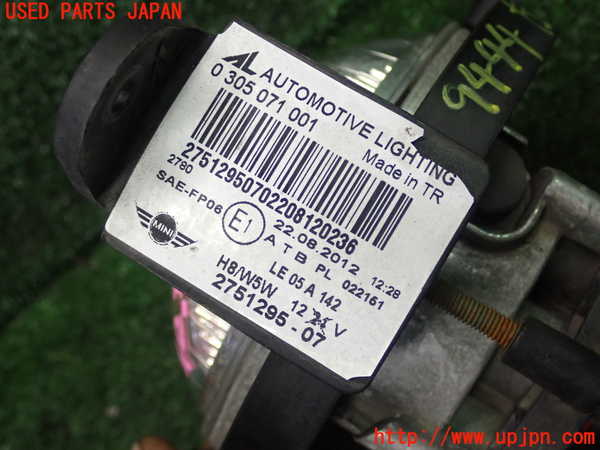 USED PARTS JAPAN
9444
AL AUTOMOTIVE LIGHTING
0 305 071 001
Made in TR
27512950702208120236
2780
SAE-FP06
E1
22.08.2012 12:28
A T B PL 022161
MINI
LE 05 A 142
H8/W5W 12 V
2751295-07
http://www.upjpn.com